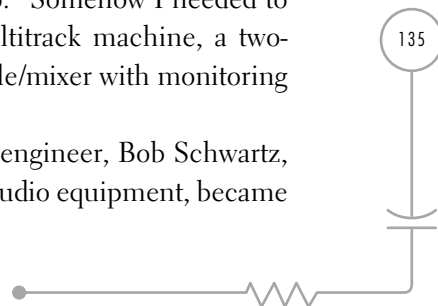 Somehow I needed to
ltitrack machine, a two-
le/mixer with monitoring
engineer, Bob Schwartz,
udio equipment, became
135